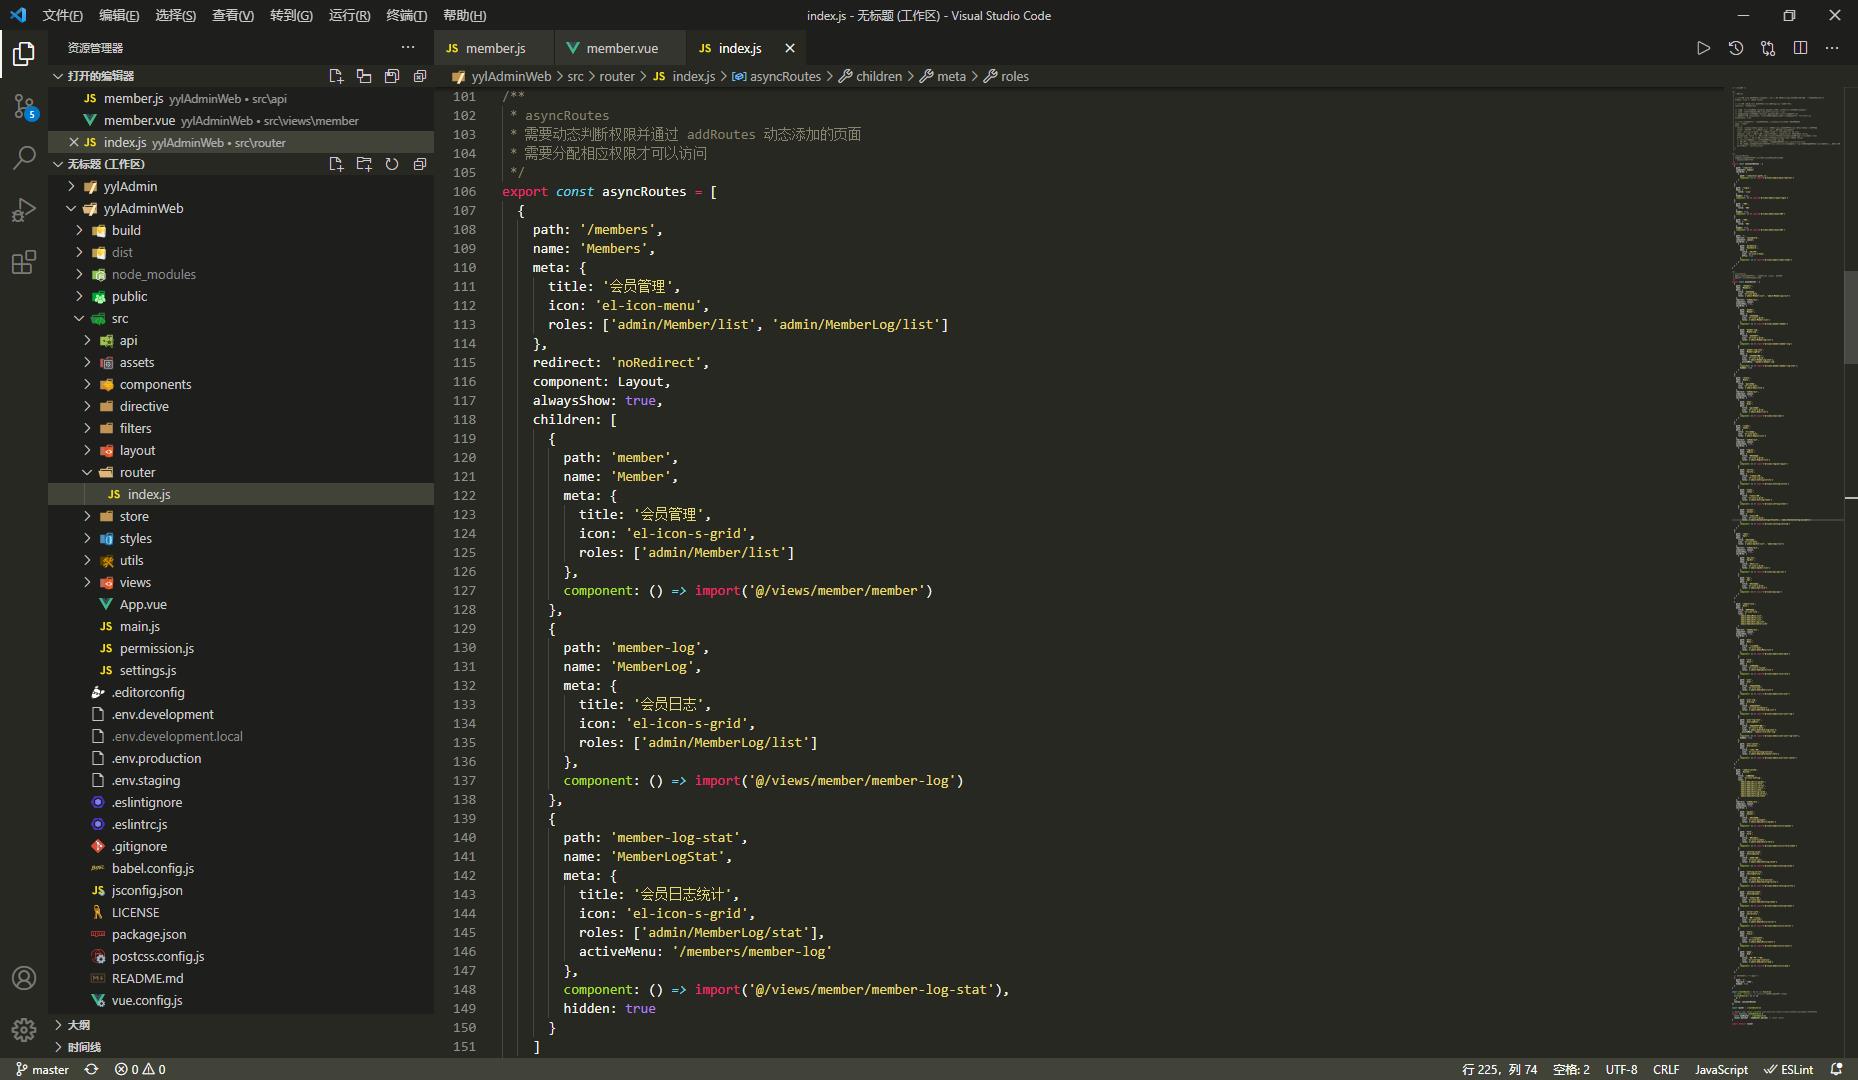 文件(F) 编辑(E) 选择(S) 查看(V) 转到(G) 运行(R) 终端(T) 帮助(H)
index.js - 无标题 (工作区) - Visual Studio Code
资源管理器
打开的编辑器
JS member.js yylAdminWeb • src\api
member.vue yylAdminWeb • src\views\member
JS index.js yylAdminWeb • src\router
无标题 (工作区)
yylAdmin
yylAdminWeb
build
dist
node_modules
public
src
api
assets
components
directive
filters
layout
router
JS index.js
store
styles
utils
views
App.vue
JS main.js
JS permission.js
JS settings.js
.editorconfig
.env.development
.env.development.local
.env.production
.env.staging
.eslintignore
.eslintrc.js
.gitignore
babel.config.js
jsconfig.json
LICENSE
package.json
postcss.config.js
README.md
vue.config.js
大纲
时间线
5
JS member.js
member.vue
JS index.js
yylAdminWeb > src > router > JS index.js > asyncRoutes > children > meta > roles
101 /**
102  * asyncRoutes
103  * 需要动态判断权限并通过 addRoutes 动态添加的页面
104  * 需要分配相应权限才可以访问
105  */
106 export const asyncRoutes = [
107   {
108     path: '/members',
109     name: 'Members',
110     meta: {
111       title: '会员管理',
112       icon: 'el-icon-menu',
113       roles: ['admin/Member/list', 'admin/MemberLog/list']
114     },
115     redirect: 'noRedirect',
116     component: Layout,
117     alwaysShow: true,
118     children: [
119       {
120         path: 'member',
121         name: 'Member',
122         meta: {
123           title: '会员管理',
124           icon: 'el-icon-s-grid',
125           roles: ['admin/Member/list']
126         },
127         component: () => import('@/views/member/member')
128       },
129       {
130         path: 'member-log',
131         name: 'MemberLog',
132         meta: {
133           title: '会员日志',
134           icon: 'el-icon-s-grid',
135           roles: ['admin/MemberLog/list']
136         },
137         component: () => import('@/views/member/member-log')
138       },
139       {
140         path: 'member-log-stat',
141         name: 'MemberLogStat',
142         meta: {
143           title: '会员日志统计',
144           icon: 'el-icon-s-grid',
145           roles: ['admin/MemberLog/stat'],
146           activeMenu: '/members/member-log'
147         },
148         component: () => import('@/views/member/member-log-stat'),
149         hidden: true
150       }
151     ]
master 0 0
行 225，列 74 空格: 2 UTF-8 CRLF JavaScript ESLint